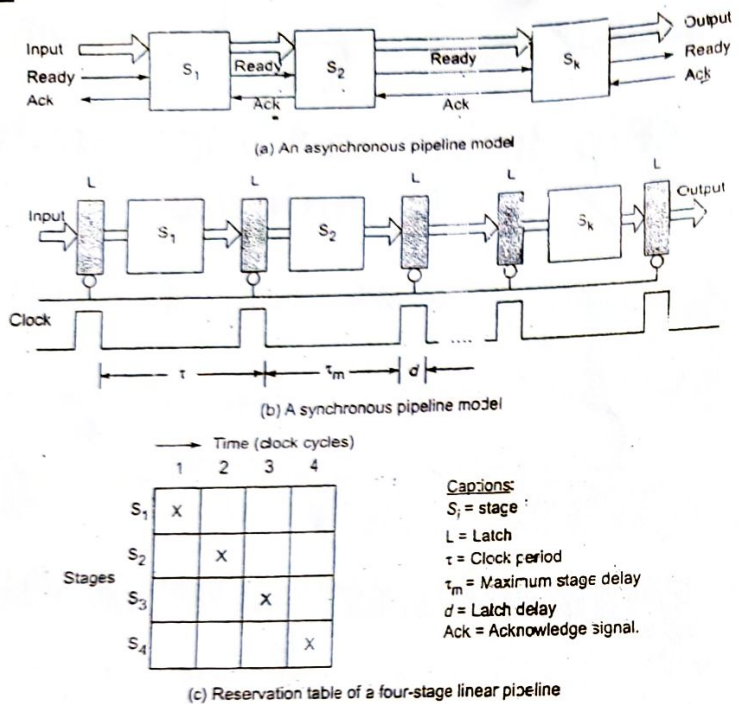 Input
Ready
Ack
S1
Ready
Ack
S2
Ready
Ack
Sk
Output
Ready
Ack
(a) An asynchronous pipeline model
L L L L L
Input
S1
S2
Sk
Output
Clock
τ
τm
d
(b) A synchronous pipeline model
Time (clock cycles)
1 2 3 4
Stages
S1 X
S2 X
S3 X
S4 X
Captions:
Si = stage
L = Latch
τ = Clock period
τm = Maximum stage delay
d = Latch delay
Ack = Acknowledge signal.
(c) Reservation table of a four-stage linear pipeline